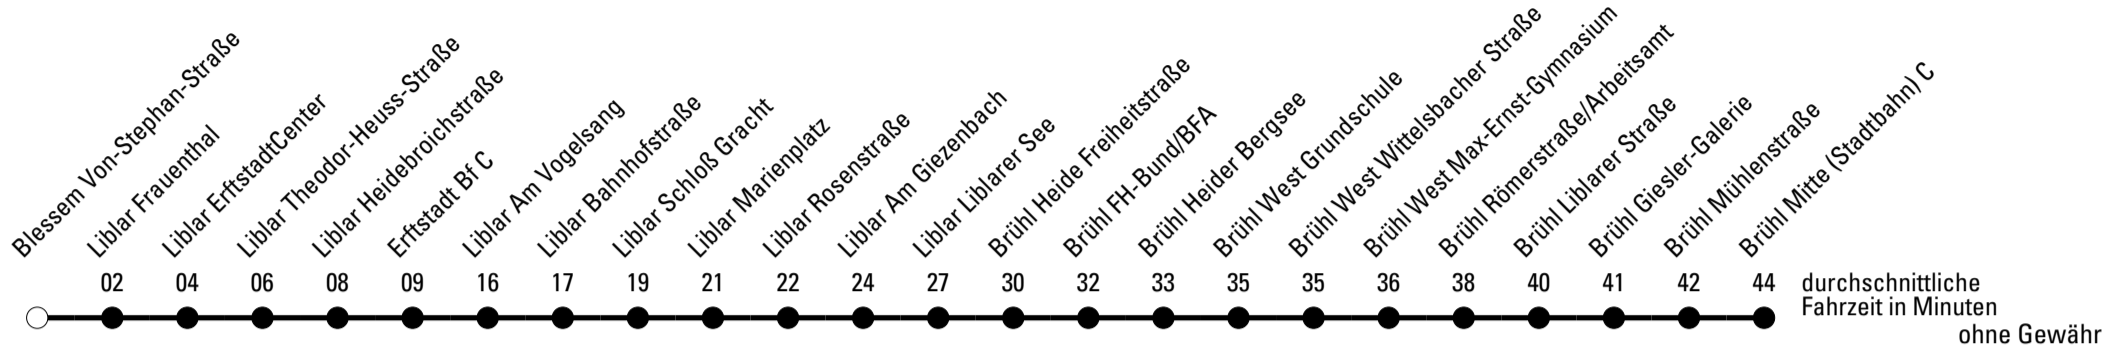 Blessem Von-Stephan-Straße
Liblar Frauenthal
Liblar ErftstadtCenter
Liblar Theodor-Heuss-Straße
Liblar Heidebroichstraße
Erftstadt Bf C
Liblar Am Vogelsang
Liblar Bahnhofstraße
Liblar Schloß Gracht
Liblar Marienplatz
Liblar Rosenstraße
Liblar Am Giezenbach
Liblar Liblarer See
Brühl Heide Freiheitstraße
Brühl FH-Bund/BFA
Brühl Heider Bergsee
Brühl West Grundschule
Brühl West Wittelsbacher Straße
Brühl West Max-Ernst-Gymnasium
Brühl Römerstraße/Arbeitsamt
Brühl Liblarer Straße
Brühl Giesler-Galerie
Brühl Mühlenstraße
Brühl Mitte (Stadtbahn) C
02 04 06 08 09 16 17 19 21 22 24 27 30 32 33 35 35 36 38 40 41 42 44 durchschnittliche
Fahrzeit in Minuten
ohne Gewähr